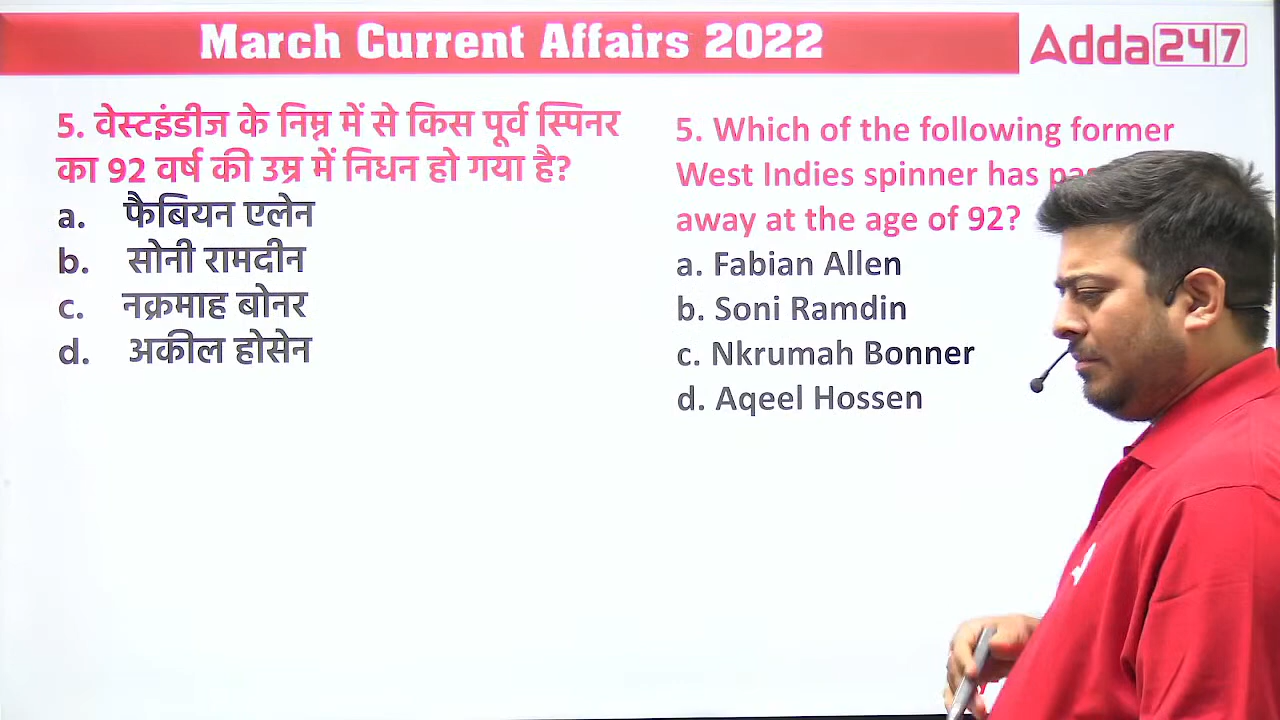 March Current Affairs 2022
Adda247
5. वेस्टइंडीज के निम्न में से किस पूर्व स्पिनर
का 92 वर्ष की उम्र में निधन हो गया है?
a. फैबियन एलेन
b. सोनी रामदीन
c. नक्रमाह बोनर
d. अकील होसेन
5. Which of the following former
West Indies spinner has
away at the age of 92?
a. Fabian Allen
b. Soni Ramdin
c. Nkrumah Bonner
d. Aqeel Hossen